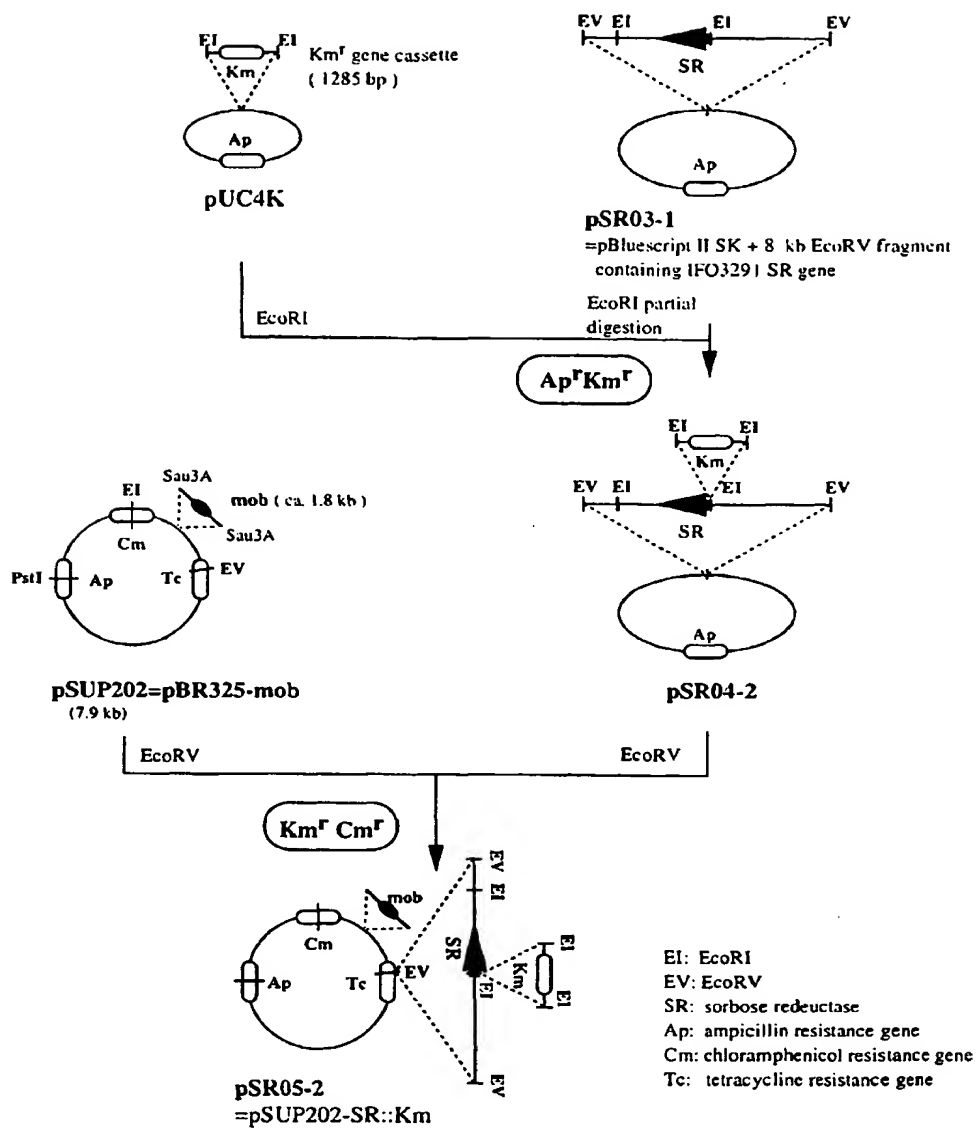 EI EI
Km
Kmr gene cassette
( 1285 bp )
Ap
pUC4K
EV EI EI EV
SR
Ap
pSR03-1
=pBluescript II SK + 8 kb EcoRV fragment
containing IFO3291 SR gene
EcoRI
EcoRI partial
digestion
AprKmr
EI EI
Km
EV EI EI EV
SR
Ap
pSR04-2
Sau3A
mob ( ca. 1.8 kb )
Sau3A
EI
Cm
PstI Ap Tc EV
pSUP202=pBR325-mob
(7.9 kb)
EcoRV
EcoRV
Kmr Cmr
mob
Cm
Ap
Tc EV
EV
EI
SR
EI
EI
Km
EI
EV
pSR05-2
=pSUP202-SR::Km
EI: EcoRI
EV: EcoRV
SR: sorbose redeuctase
Ap: ampicillin resistance gene
Cm: chloramphenicol resistance gene
Tc: tetracycline resistance gene